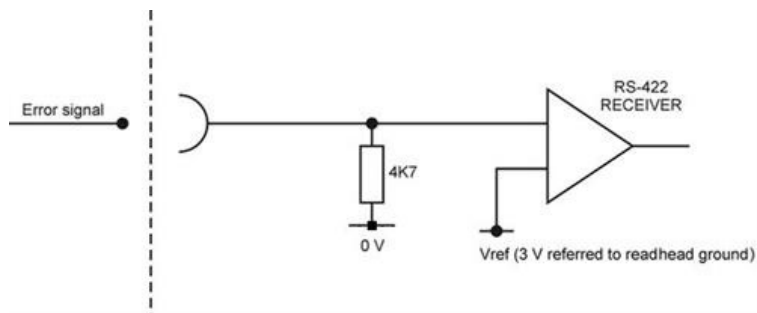 RS-422
RECEIVER
Error signal
4K7
0 V
Vref (3 V referred to readhead ground)